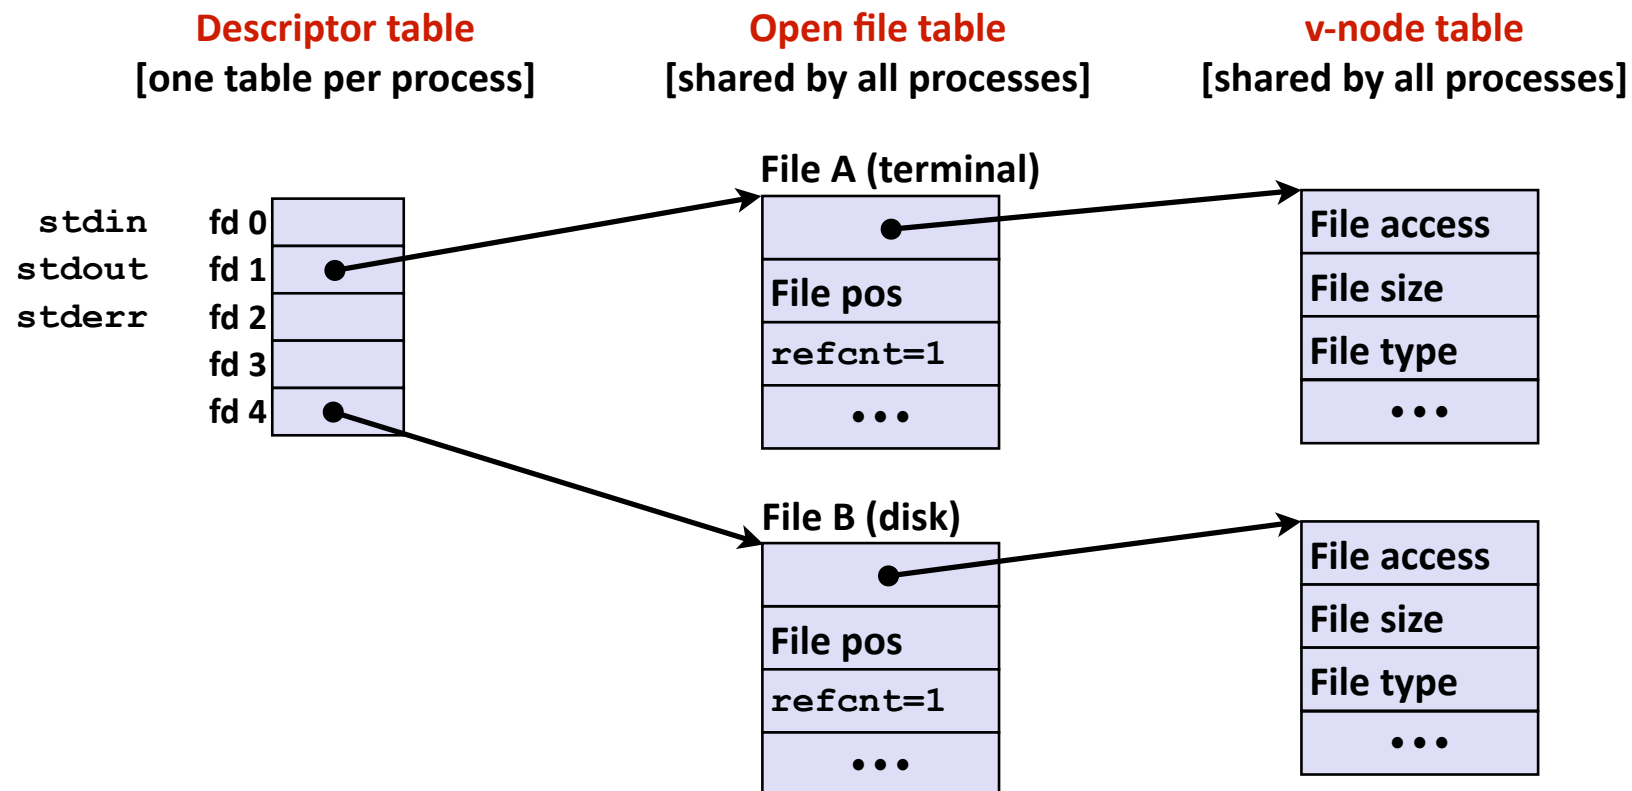 Descriptor table
[one table per process]
Open file table
[shared by all processes]
v-node table
[shared by all processes]
stdin fd 0
stdout fd 1
stderr fd 2
fd 3
fd 4
File A (terminal)
File pos
refcnt=1
•••
File access
File size
File type
•••
File B (disk)
File pos
refcnt=1
•••
File access
File size
File type
•••